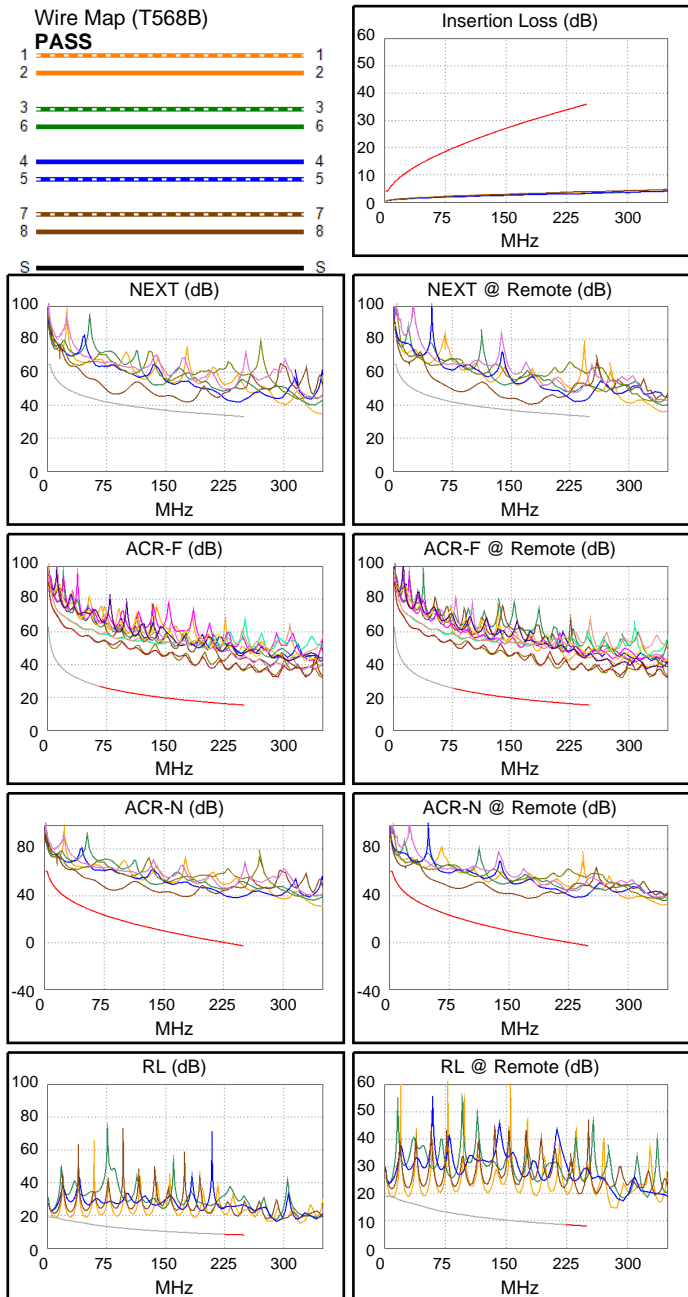 Wire Map (T568B)
PASS
1 1
2 2
3 3
6 6
4 4
5 5
7 7
8 8
S S
Insertion Loss (dB)
60
50
40
30
20
10
0
0 75 150 225 300
MHz
NEXT (dB)
100
80
60
40
20
0
0 75 150 225 300
MHz
NEXT @ Remote (dB)
100
80
60
40
20
0
0 75 150 225 300
MHz
ACR-F (dB)
100
80
60
40
20
0
0 75 150 225 300
MHz
ACR-F @ Remote (dB)
100
80
60
40
20
0
0 75 150 225 300
MHz
ACR-N (dB)
80
40
0
-40
0 75 150 225 300
MHz
ACR-N @ Remote (dB)
80
40
0
-40
0 75 150 225 300
MHz
RL (dB)
100
80
60
40
20
0
0 75 150 225 300
MHz
RL @ Remote (dB)
60
50
40
30
20
10
0
0 75 150 225 300
MHz